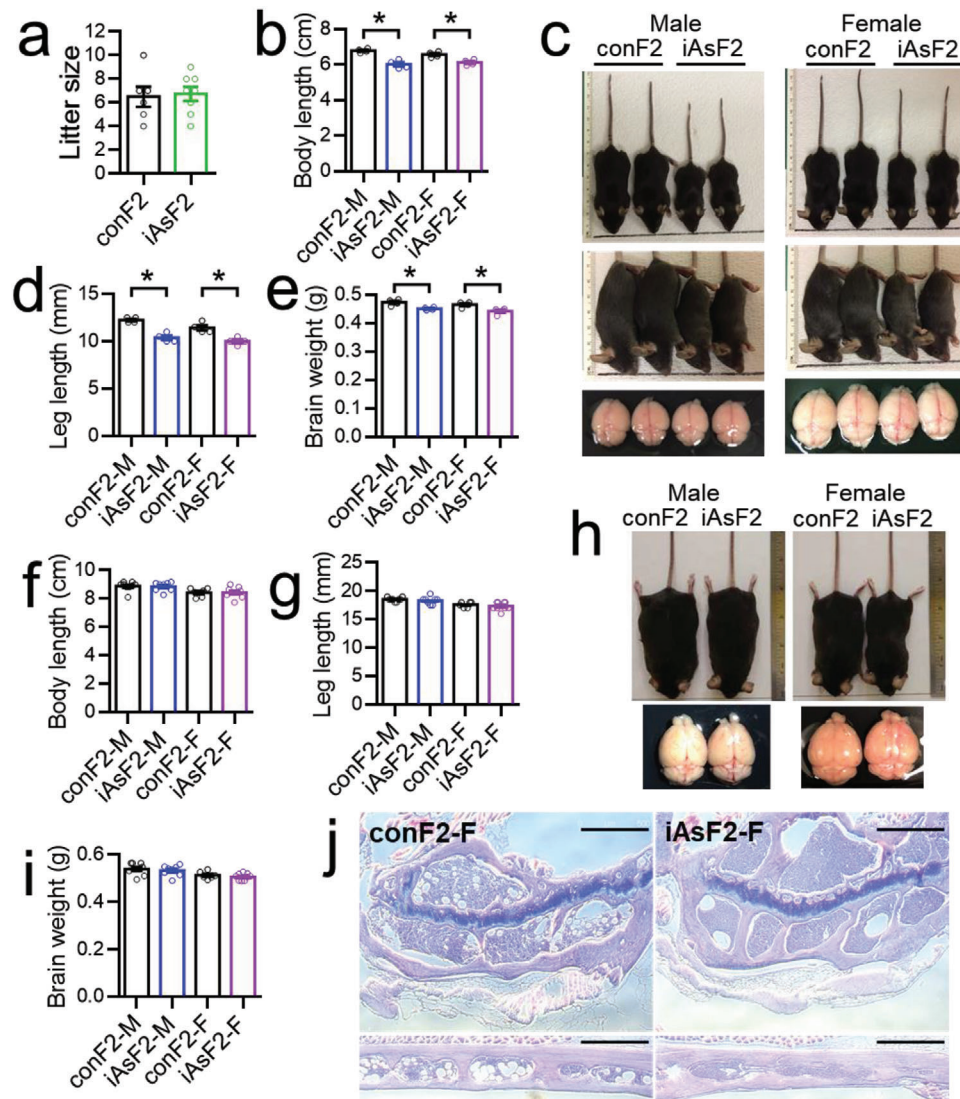 a
Litter size
12
10
8
6
4
2
0
conF2
iAsF2
b
Body length (cm)
8
6
4
2
0
* *
conF2-M
iAsF2-M
conF2-F
iAsF2-F
c
Male Female
conF2 iAsF2 conF2 iAsF2
d
Leg length (mm)
15
10
5
0
* *
conF2-M
iAsF2-M
conF2-F
iAsF2-F
e
Brain weight (g)
0.5
0.4
0.3
0.2
0.1
0.0
* *
conF2-M
iAsF2-M
conF2-F
iAsF2-F
f
Body length (cm)
10
8
6
4
2
0
conF2-M
iAsF2-M
conF2-F
iAsF2-F
g
Leg length (mm)
25
20
15
10
5
0
conF2-M
iAsF2-M
conF2-F
iAsF2-F
h
Male Female
conF2 iAsF2 conF2 iAsF2
i
Brain weight (g)
0.6
0.4
0.2
0.0
conF2-M
iAsF2-M
conF2-F
iAsF2-F
j
conF2-F iAsF2-F